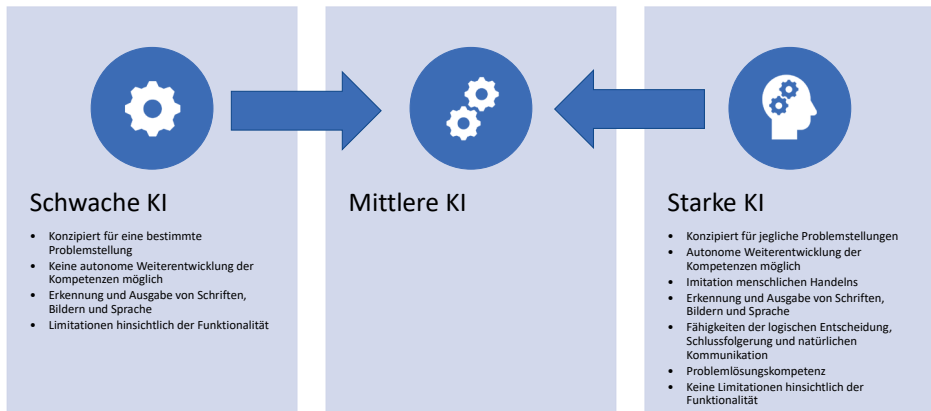 Schwache KI
• Konzipiert für eine bestimmte
Problemstellung
• Keine autonome Weiterentwicklung der
Kompetenzen möglich
• Erkennung und Ausgabe von Schriften,
Bildern und Sprache
• Limitationen hinsichtlich der Funktionalität
Mittlere KI
Starke KI
• Konzipiert für jegliche Problemstellungen
• Autonome Weiterentwicklung der
Kompetenzen möglich
• Imitation menschlichen Handelns
• Erkennung und Ausgabe von Schriften,
Bildern und Sprache
• Fähigkeiten der logischen Entscheidung,
Schlussfolgerung und natürlichen
Kommunikation
• Problemlösungskompetenz
• Keine Limitationen hinsichtlich der
Funktionalität